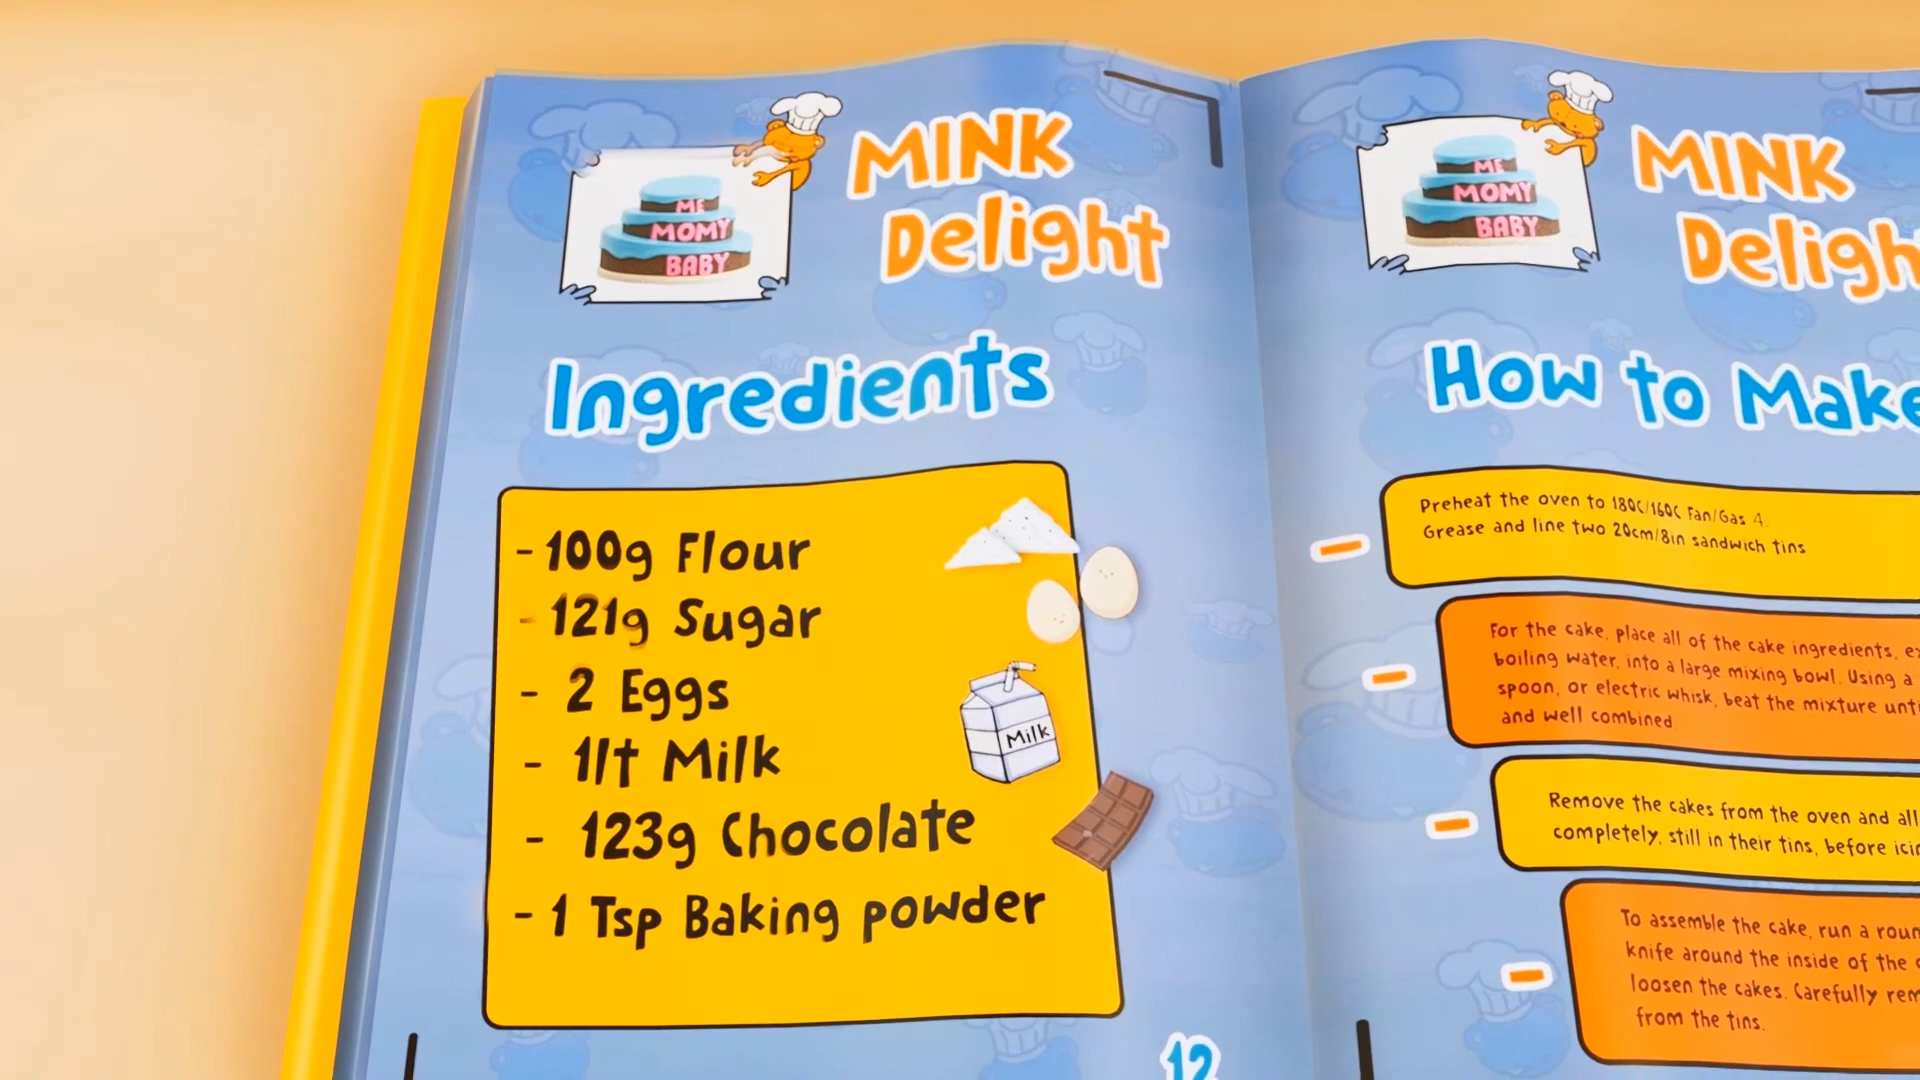 ME
MOMY
BABY
MINK
Delight
Ingredients
- 100g Flour
- 121g Sugar
- 2 Eggs
- 1lt Milk
- 123g Chocolate
- 1 Tsp Baking powder
Milk
12
ME
MOMY
BABY
MINK
Deligh
How to Make
Preheat the oven to 180C/160C Fan/Gas 4.
Grease and line two 20cm/8in sandwich tins
For the cake, place all of the cake ingredients, ex
boiling water, into a large mixing bowl. Using a
spoon, or electric whisk, beat the mixture unti
and well combined
Remove the cakes from the oven and all
completely, still in their tins, before icin
To assemble the cake, run a roun
knife around the inside of the
loosen the cakes. Carefully rem
from the tins.